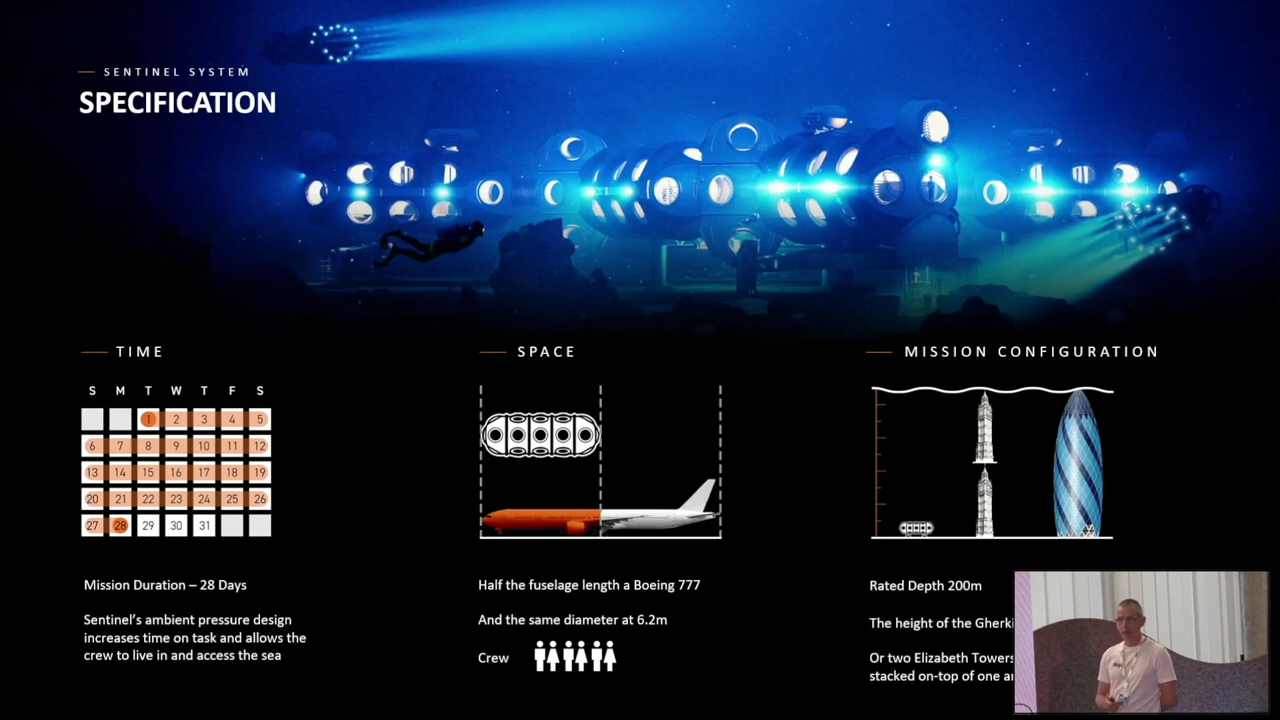 SENTINEL SYSTEM
SPECIFICATION
TIME
S M T W T F S
1 2 3 4 5
6 7 8 9 10 11 12
13 14 15 16 17 18 19
20 21 22 23 24 25 26
27 28 29 30 31
Mission Duration – 28 Days
Sentinel's ambient pressure design
increases time on task and allows the
crew to live in and access the sea
SPACE
Half the fuselage length a Boeing 777
And the same diameter at 6.2m
Crew
MISSION CONFIGURATION
Rated Depth 200m
The height of the
Or two Elizabeth Towers
stacked on-top of one